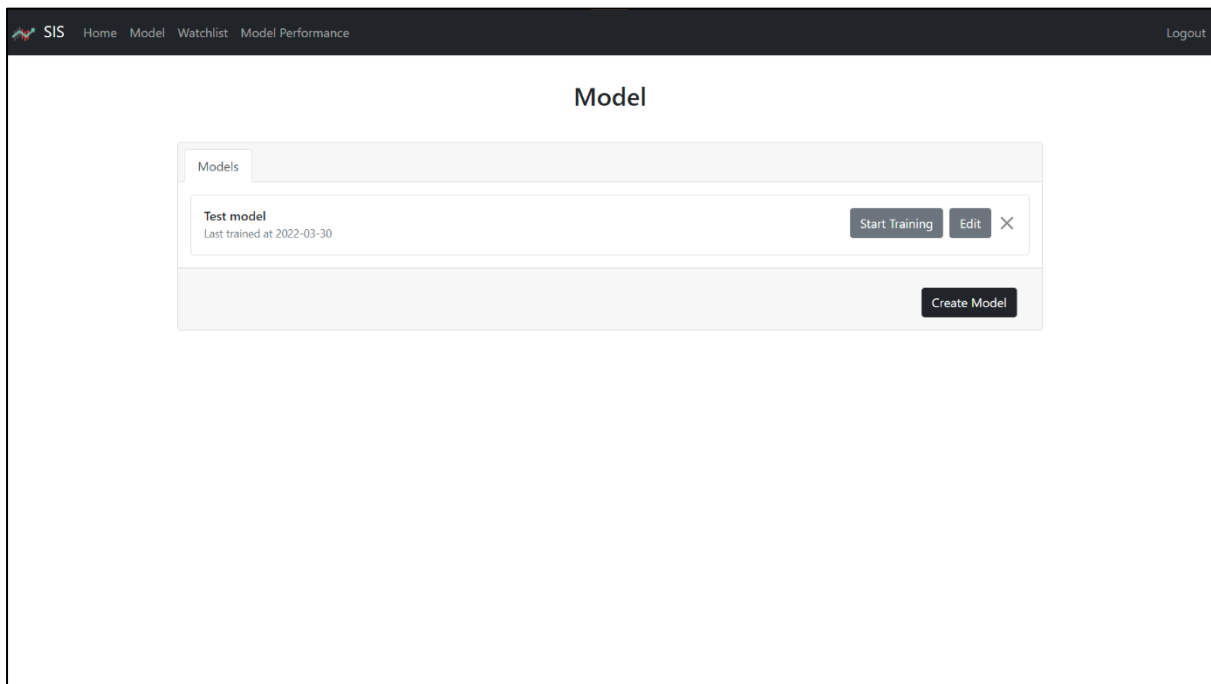 SIS Home Model Watchlist Model Performance Logout
Model
Models
Test model
Last trained at 2022-03-30
Start Training Edit
Create Model